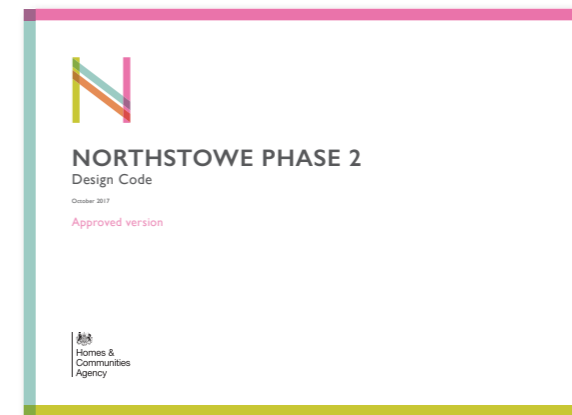 NORTHSTOWE PHASE 2
Design Code
October 2017
Approved version
Homes &
Communities
Agency